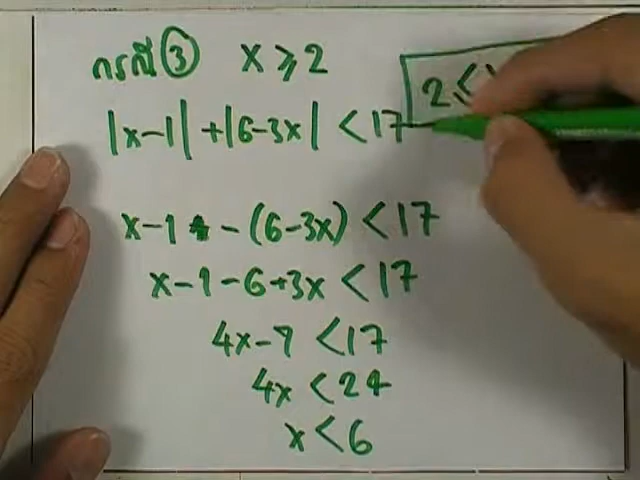 กรณี ③ x ≥ 2
2 ≤
|x-1| + |6-3x| < 17
x-1 - (6-3x) < 17
x-1-6+3x < 17
4x-7 < 17
4x < 24
x < 6